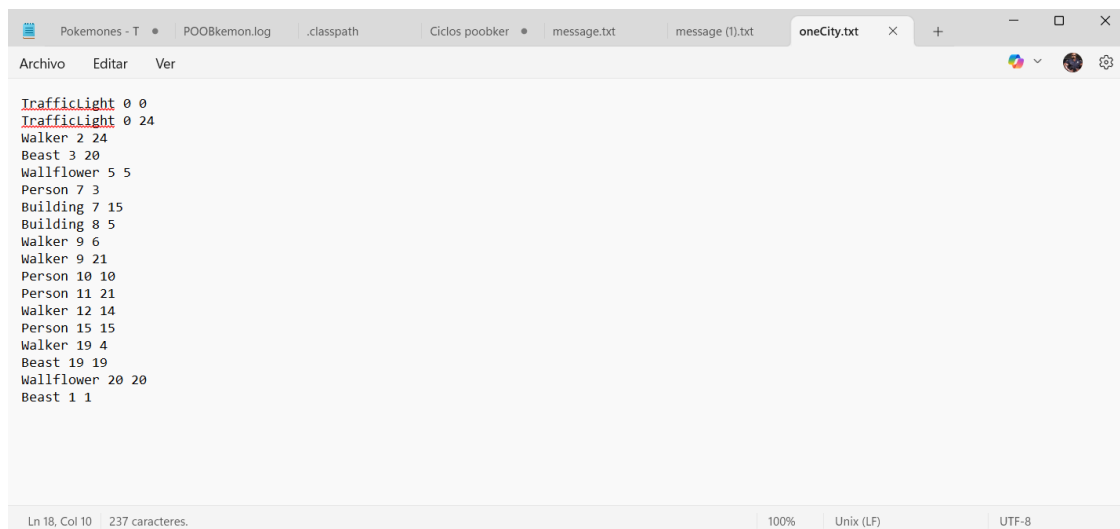 Pokemones - T
POOBkemon.log
.classpath
Ciclos poobker
message.txt
message (1).txt
oneCity.txt
Archivo Editar Ver
TrafficLight 0 0
TrafficLight 0 24
Walker 2 24
Beast 3 20
Wallflower 5 5
Person 7 3
Building 7 15
Building 8 5
Walker 9 6
Walker 9 21
Person 10 10
Person 11 21
Walker 12 14
Person 15 15
Walker 19 4
Beast 19 19
Wallflower 20 20
Beast 1 1
Ln 18, Col 10 237 caracteres. 100% Unix (LF) UTF-8